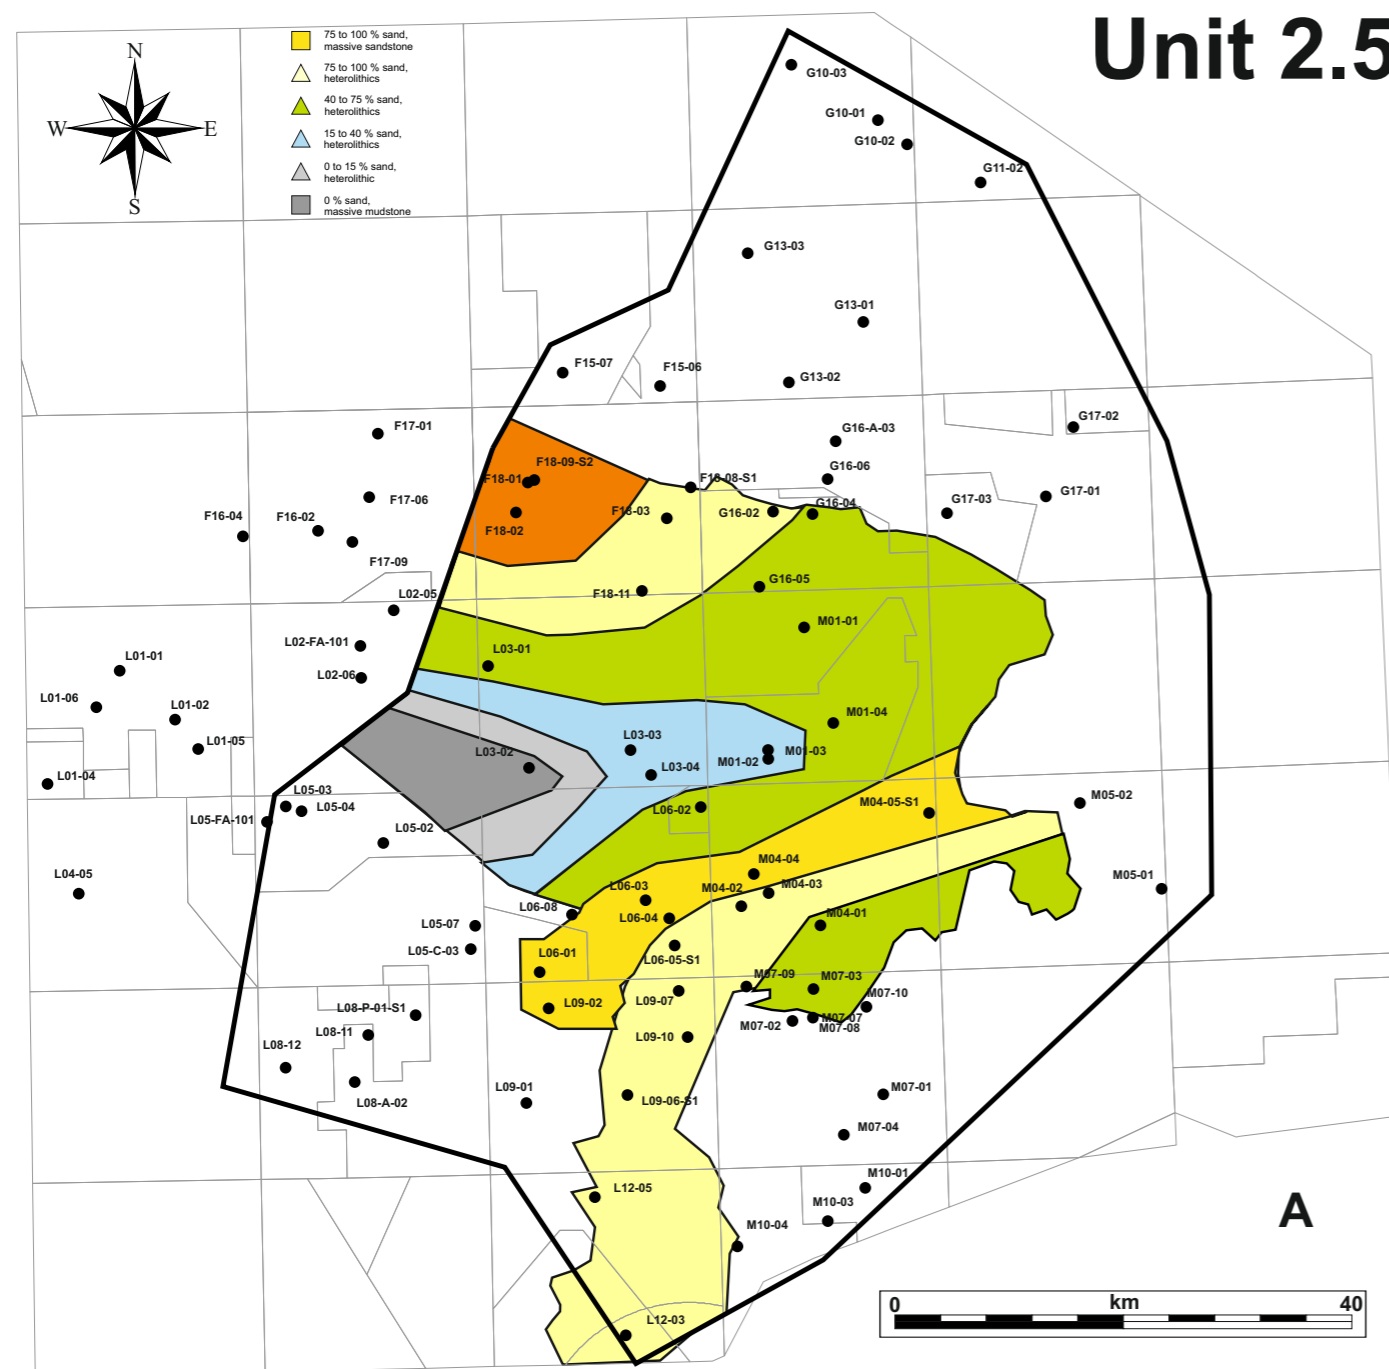 Unit 2.5
N
W
E
S
75 to 100 % sand,
massive sandstone
75 to 100 % sand,
heterolithics
40 to 75 % sand,
heterolithics
15 to 40 % sand,
heterolithics
0 to 15 % sand,
heterolithic
0 % sand,
massive mudstone
G10-03
G10-01
G10-02
G11-02
G13-03
G13-01
F15-07
F15-06
G13-02
G17-02
F17-01
G16-A-03
F18-09-S2
F18-01
G16-06
F18-08-S1
F17-06
G17-01
G17-03
G16-04
F16-04
F16-02
F18-02
F18-03
G16-02
F17-09
G16-05
F18-11
L02-05
M01-01
L02-FA-101
L03-01
L01-01
L02-06
L01-06
L01-02
M01-04
L01-05
L03-03
M01-03
L03-02
M01-02
L03-04
L01-04
L05-03
L05-04
L06-02
M04-05-S1
M05-02
L05-FA-101
L05-02
M04-04
L04-05
M05-01
L06-03
M04-02
M04-03
L06-08
L06-04
M04-01
L05-07
L05-C-03
L06-05-S1
L06-01
M07-09
M07-03
L09-07
M07-10
L08-P-01-S1
L09-02
M07-07
M07-02
M07-08
L08-11
L09-10
L08-12
L08-A-02
L09-01
L09-06-S1
M07-01
M07-04
M10-01
L12-05
M10-03
M10-04
A
L12-03
0
km
40